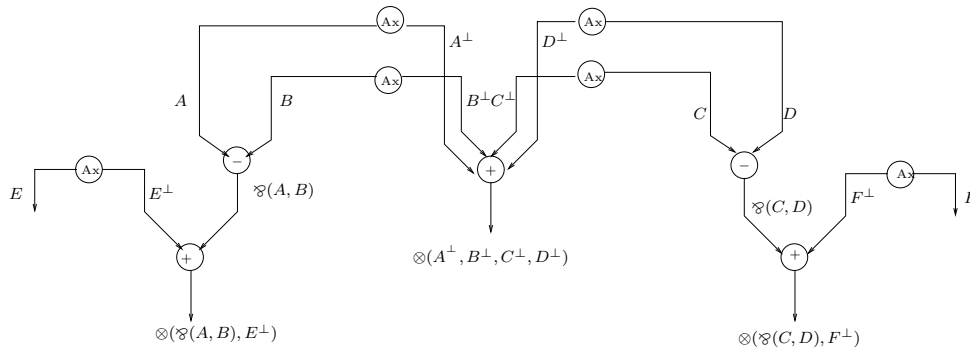 Ax Ax
A⊥ D⊥
Ax Ax
A B B⊥ C⊥ C D
− + −
E Ax E⊥ ⅋(A, B) ⅋(C, D) F⊥ Ax F
+ ⊗(A⊥, B⊥, C⊥, D⊥) +
⊗(⅋(A, B), E⊥) ⊗(⅋(C, D), F⊥)